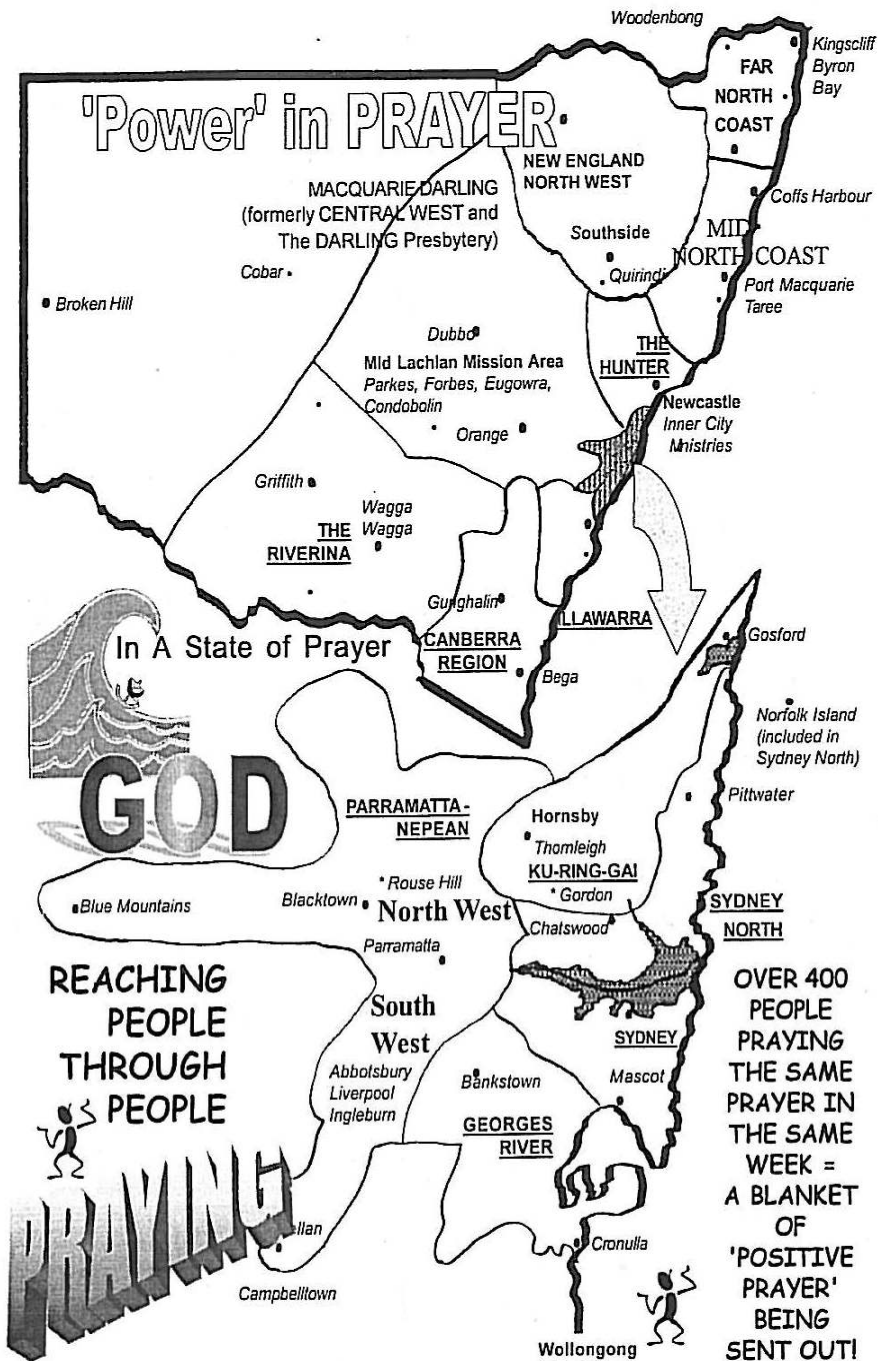 Woodenbong
Kingscliff
Byron
Bay
FAR
NORTH
COAST
'Power' in PRAYER
NEW ENGLAND
NORTH WEST
MACQUARIE DARLING
(formerly CENTRAL WEST and
The DARLING Presbytery)
Coffs Harbour
Southside
MID
NORTH COAST
Cobar
Quirindi
Port Macquarie
Taree
Broken Hill
Dubbo
Mid Lachlan Mission Area
Parkes, Forbes, Eugowra,
Condobolin
THE
HUNTER
Newcastle
Inner City
Mnistries
Orange
Griffith
Wagga
Wagga
THE
RIVERINA
Gunghalin
ILLAWARRA
In A State of Prayer
CANBERRA
REGION
Bega
Gosford
Norfolk Island
(included in
Sydney North)
GOD
PARRAMATTA-
NEPEAN
Pittwater
Hornsby
Thornleigh
KU-RING-GAI
* Gordon
* Rouse Hill
Blue Mountains
Blacktown
North West
Chatswood
SYDNEY
NORTH
Parramatta
REACHING
PEOPLE
THROUGH
PEOPLE
South
West
Abbotsbury
Liverpool
Ingleburn
SYDNEY
Bankstown
Mascot
GEORGES
RIVER
OVER 400
PEOPLE
PRAYING
THE SAME
PRAYER IN
THE SAME
WEEK =
A BLANKET
OF
'POSITIVE
PRAYER'
BEING
SENT OUT!
PRAYING
Campbelltown
Cronulla
Wollongong